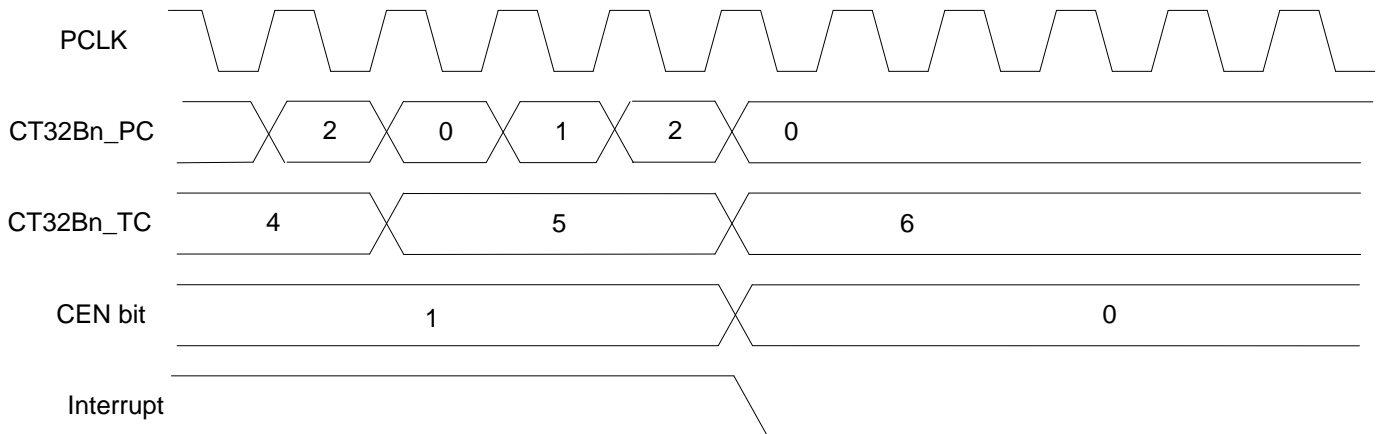 PCLK
CT32Bn_PC 2 0 1 2 0
CT32Bn_TC 4 5 6
CEN bit 1 0
Interrupt